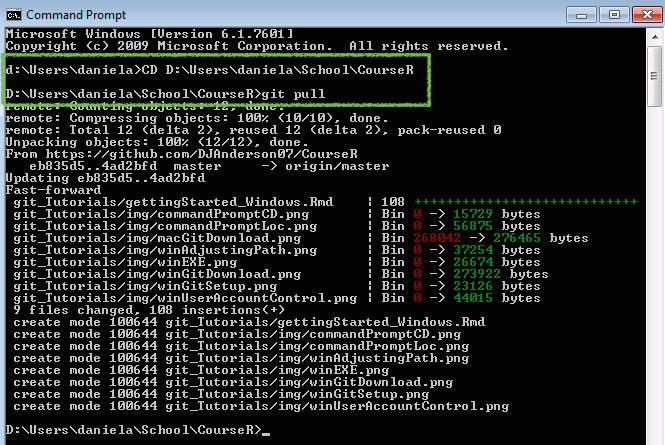 Command Prompt
Microsoft Windows [Version 6.1.7601]
Copyright (c) 2009 Microsoft Corporation.  All rights reserved.
d:\Users\daniela>CD D:\Users\daniela\School\CourseR
D:\Users\daniela\School\CourseR>git pull
remote: Counting objects: 12, done.
remote: Compressing objects: 100% (10/10), done.
remote: Total 12 (delta 2), reused 12 (delta 2), pack-reused 0
Unpacking objects: 100% (12/12), done.
From https://github.com/DJAnderson07/CourseR
   eb835d5..4ad2bfd  master     -> origin/master
Updating eb835d5..4ad2bfd
Fast-forward
 git_Tutorials/gettingStarted_Windows.Rmd    | 108 ++++++++++++++++++++++++++++
 git_Tutorials/img/commandPromptCD.png       | Bin 0 -> 15729 bytes
 git_Tutorials/img/commandPromptLoc.png      | Bin 0 -> 56875 bytes
 git_Tutorials/img/macGitDownload.png        | Bin 268042 -> 276465 bytes
 git_Tutorials/img/winAdjustingPath.png      | Bin 0 -> 37254 bytes
 git_Tutorials/img/winEXE.png                | Bin 0 -> 26674 bytes
 git_Tutorials/img/winGitDownload.png        | Bin 0 -> 273922 bytes
 git_Tutorials/img/winGitSetup.png           | Bin 0 -> 23126 bytes
 git_Tutorials/img/winUserAccountControl.png | Bin 0 -> 44015 bytes
 9 files changed, 108 insertions(+)
 create mode 100644 git_Tutorials/gettingStarted_Windows.Rmd
 create mode 100644 git_Tutorials/img/commandPromptCD.png
 create mode 100644 git_Tutorials/img/commandPromptLoc.png
 create mode 100644 git_Tutorials/img/winAdjustingPath.png
 create mode 100644 git_Tutorials/img/winEXE.png
 create mode 100644 git_Tutorials/img/winGitDownload.png
 create mode 100644 git_Tutorials/img/winGitSetup.png
 create mode 100644 git_Tutorials/img/winUserAccountControl.png
D:\Users\daniela\School\CourseR>_